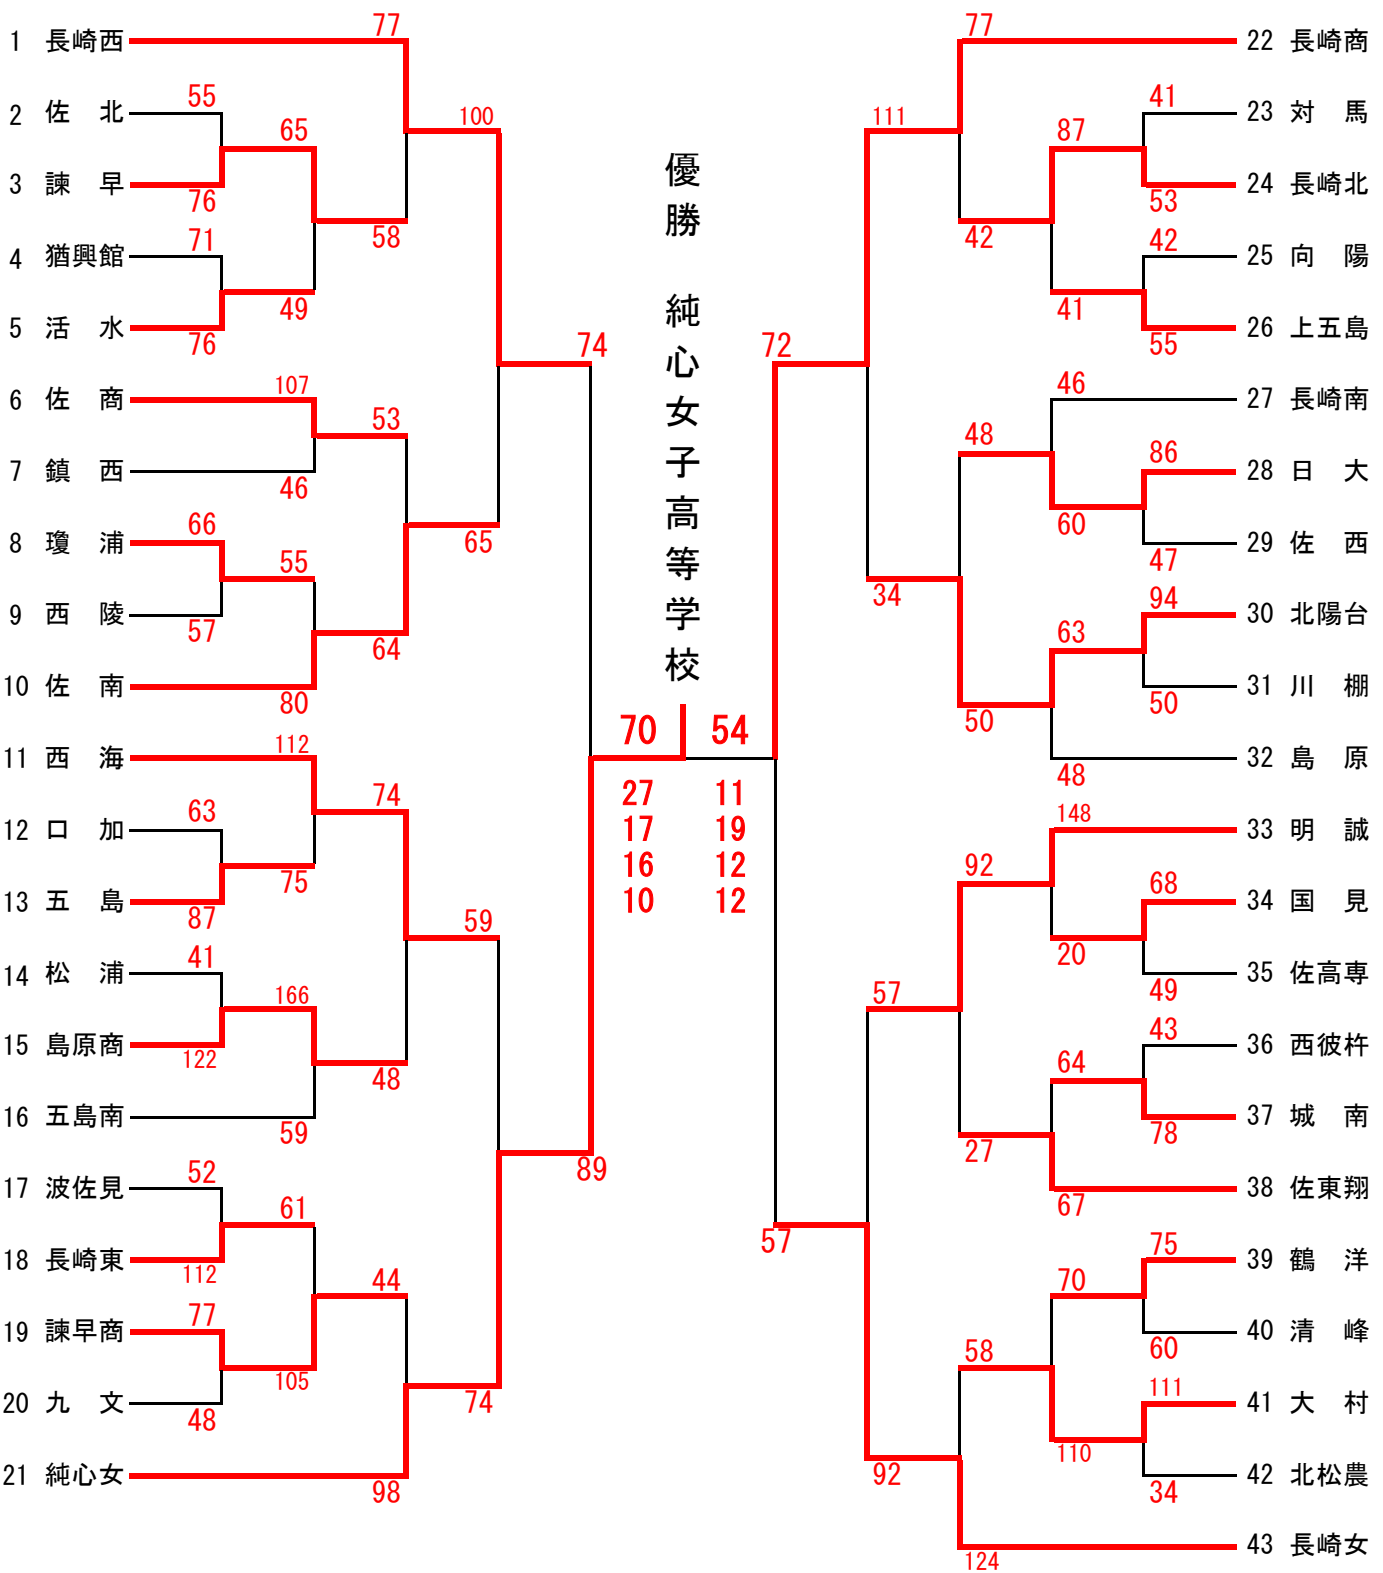 優勝 純心女子高等学校
1 長崎西 77
2 佐 北 55
65
100
3 諫 早 76
4 猶興館 71
58
49
5 活 水 76
74
6 佐 商 107
53
7 鎮 西 46
8 瓊 浦 66
55
65
9 西 陵 57
64
10 佐 南 80
11 西 海 112
74
12 口 加 63
75
13 五 島 87
59
14 松 浦 41
166
15 島原商 122
48
16 五島南 59
17 波佐見 52
61
89
18 長崎東 112
44
19 諫早商 77
105
20 九 文 48
74
21 純心女 98
70 54
27 11
17 19
16 12
10 12
77 22 長崎商
41 23 対 馬
111
87
53 24 長崎北
42
42 25 向 陽
41
55 26 上五島
72
46 27 長崎南
48
86 28 日 大
60
47 29 佐 西
34
94 30 北陽台
63
50 31 川 棚
50
48 32 島 原
148 33 明 誠
92
68 34 国 見
20
49 35 佐高専
57
43 36 西彼杵
64
78 37 城 南
27
67 38 佐東翔
57
75 39 鶴 洋
70
60 40 清 峰
58
111 41 大 村
110
34 42 北松農
92
124 43 長崎女